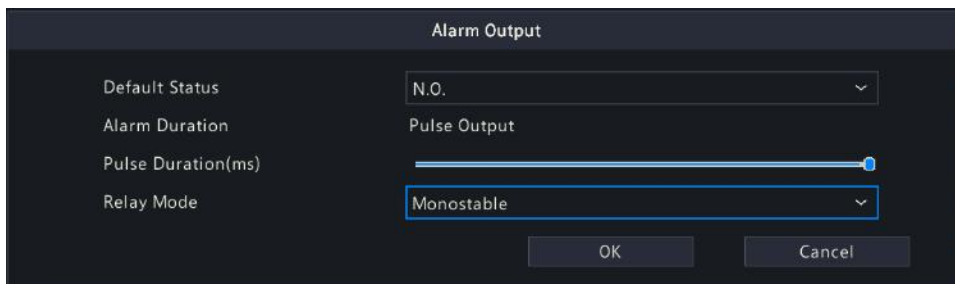 Alarm Output
Default Status N.O.
Alarm Duration Pulse Output
Pulse Duration(ms)
Relay Mode Monostable
OK Cancel